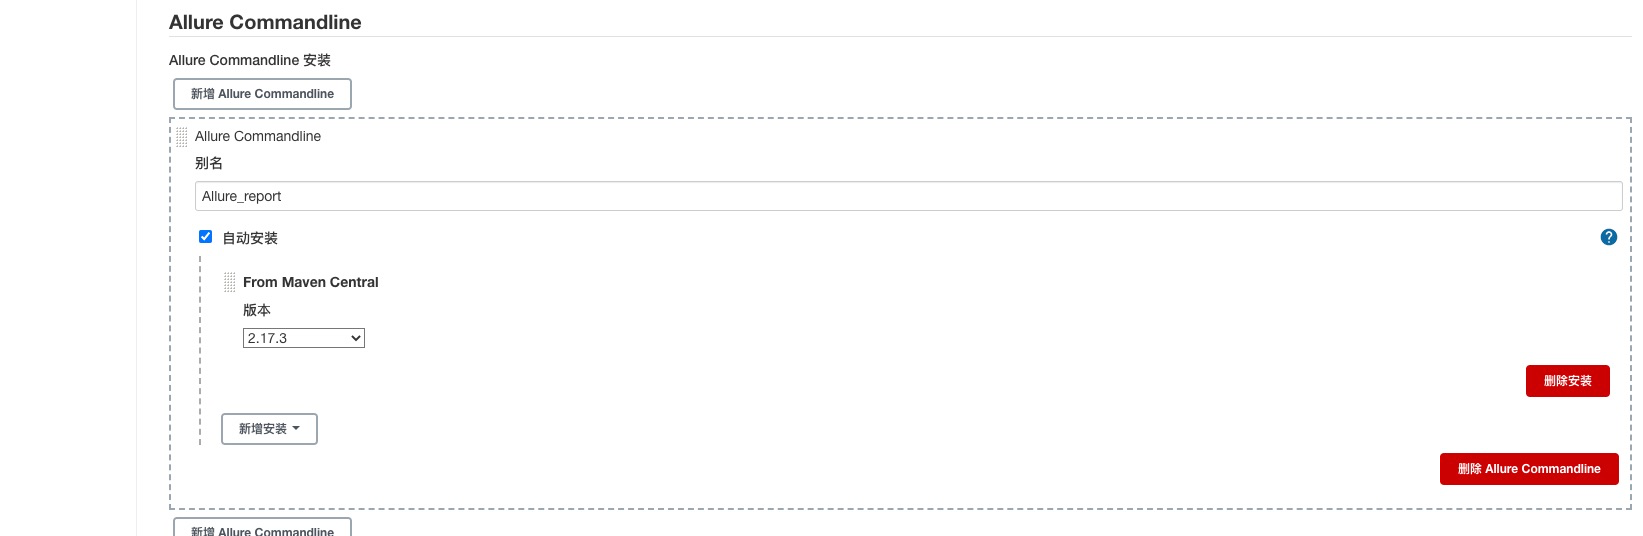 Allure Commandline
Allure Commandline 安装
新增 Allure Commandline
Allure Commandline
别名
Allure_report
自动安装
?
From Maven Central
版本
2.17.3
删除安装
新增安装
删除 Allure Commandline
新增 Allure Commandline